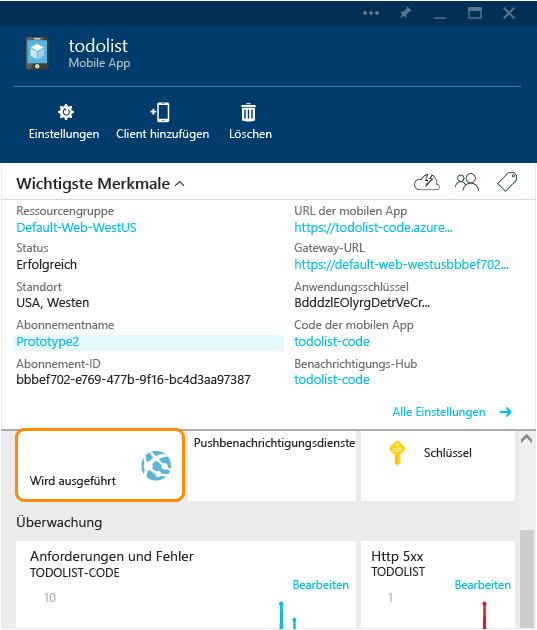 todolist
Mobile App
Einstellungen
Client hinzufügen
Löschen
Wichtigste Merkmale
Ressourcengruppe
Default-Web-WestUS
Status
Erfolgreich
Standort
USA, Westen
Abonnementname
Prototype2
Abonnement-ID
bbbef702-e769-477b-9f16-bc4d3aa97387
URL der mobilen App
https://todolist-code.azure...
Gateway-URL
https://default-web-westusbbbef702...
Anwendungsschlüssel
BdddzlEOlyrgDetrVeCr...
Code der mobilen App
todolist-code
Benachrichtigungs-Hub
todolist-code
Alle Einstellungen
Wird ausgeführt
Pushbenachrichtigungsdienste
Schlüssel
Überwachung
Anforderungen und Fehler
TODOLIST-CODE
Bearbeiten
10
Http 5xx
TODOLIST
Bearbeiten
1